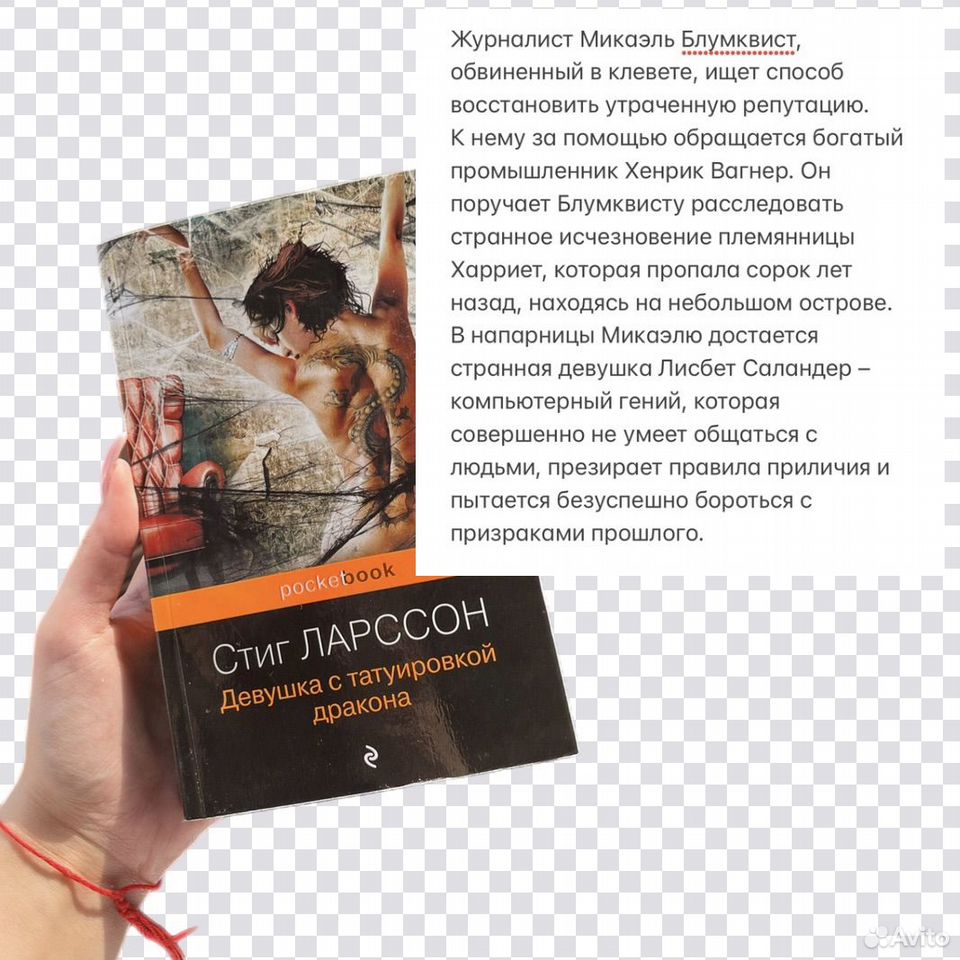 Журналист Микаэль Блумквист,
обвиненный в клевете, ищет способ
восстановить утраченную репутацию.
К нему за помощью обращается богатый
промышленник Хенрик Вагнер. Он
поручает Блумквисту расследовать
странное исчезновение племянницы
Харриет, которая пропала сорок лет
назад, находясь на небольшом острове.
В напарницы Микаэлю достается
странная девушка Лисбет Саландер –
компьютерный гений, которая
совершенно не умеет общаться с
людьми, презирает правила приличия и
пытается безуспешно бороться с
призраками прошлого.
pocketbook
Стиг ЛАРССОН
Девушка с татуировкой
дракона
Avito